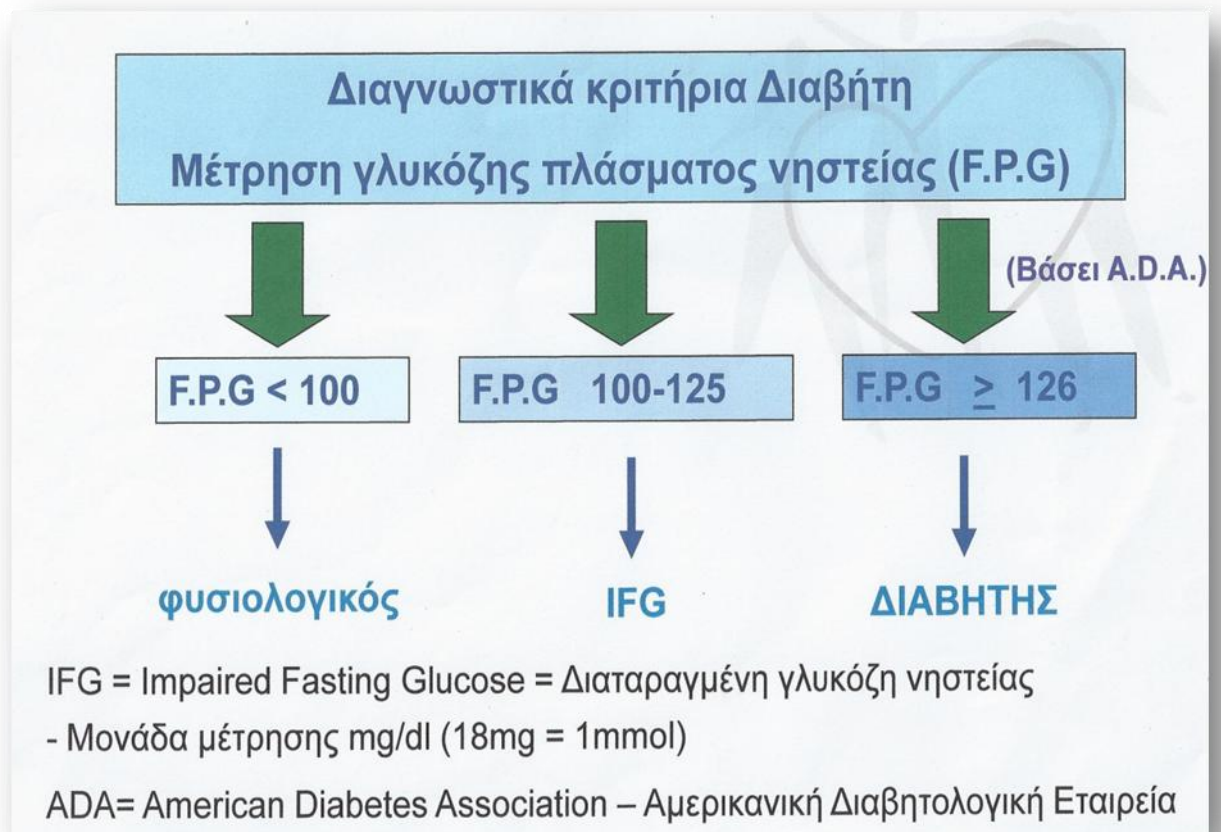 Διαγνωστικά κριτήρια Διαβήτη
Μέτρηση γλυκόζης πλάσματος νηστείας (F.P.G)
(Βάσει A.D.A.)
F.P.G < 100
F.P.G 100-125
F.P.G ≥ 126
φυσιολογικός
IFG
ΔΙΑΒΗΤΗΣ
IFG = Impaired Fasting Glucose = Διαταραγμένη γλυκόζη νηστείας
- Μονάδα μέτρησης mg/dl (18mg = 1mmol)
ADA= American Diabetes Association – Αμερικανική Διαβητολογική Εταιρεία